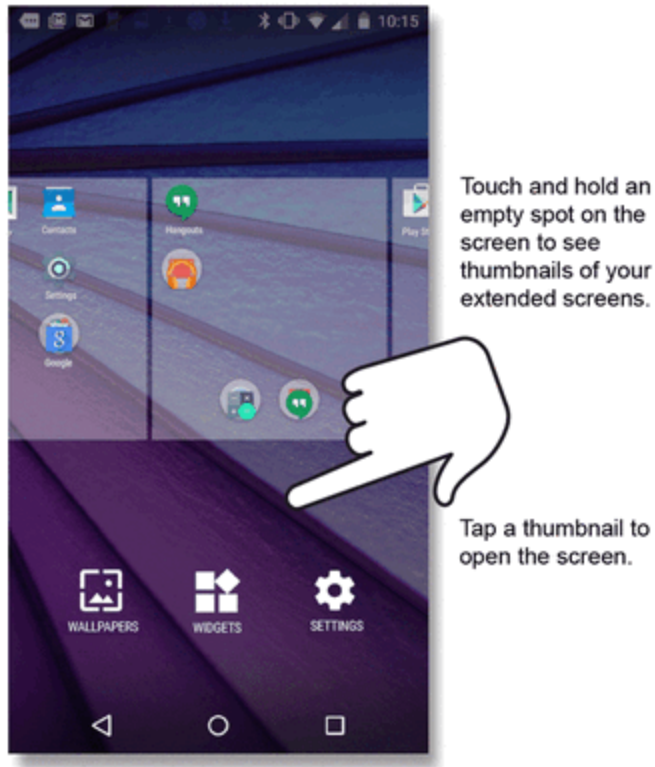 10:15
Contacts
Hangouts
Play St
Settings
8
Google
Touch and hold an
empty spot on the
screen to see
thumbnails of your
extended screens.
Tap a thumbnail to
open the screen.
WALLPAPERS
WIDGETS
SETTINGS